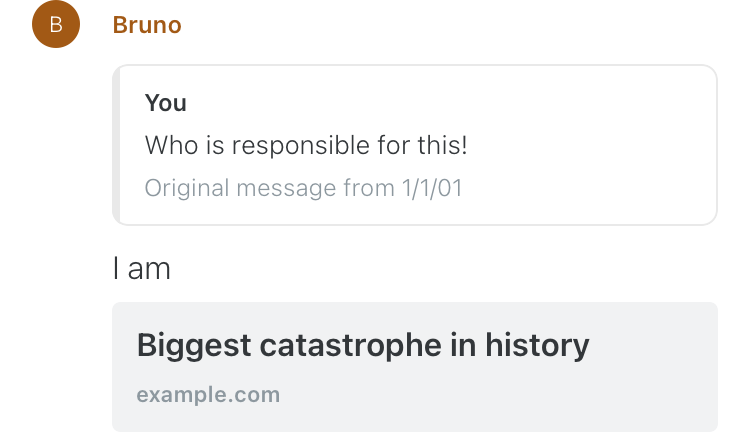 B
Bruno
You
Who is responsible for this!
Original message from 1/1/01
I am
Biggest catastrophe in history
example.com